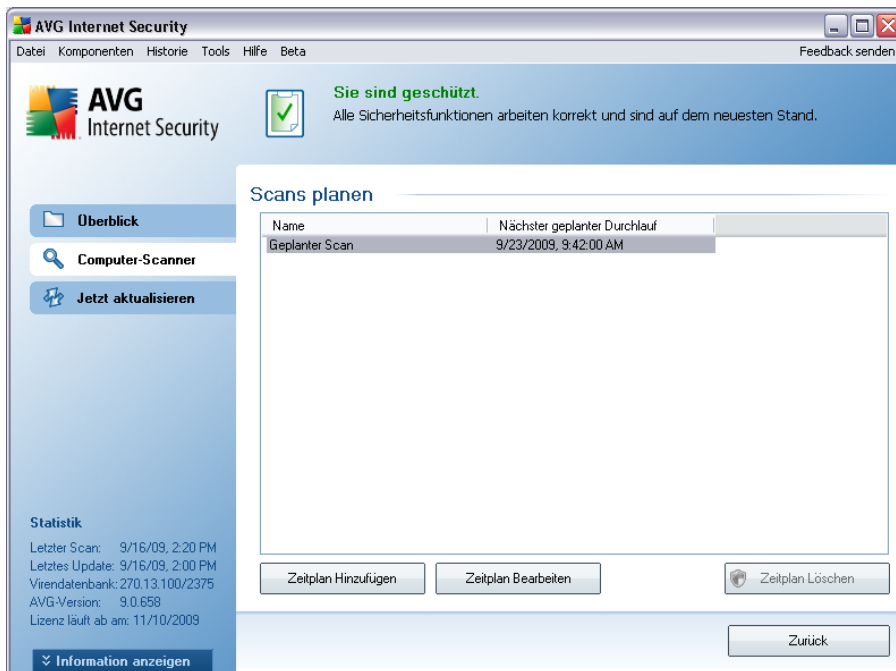 AVG Internet Security
Datei Komponenten Historie Tools Hilfe Beta Feedback senden
AVG
Internet Security
Sie sind geschützt.
Alle Sicherheitsfunktionen arbeiten korrekt und sind auf dem neuesten Stand.
Überblick
Computer-Scanner
Jetzt aktualisieren
Scans planen
Name Nächster geplanter Durchlauf
Geplanter Scan 9/23/2009, 9:42:00 AM
Statistik
Letzter Scan: 9/16/09, 2:20 PM
Letztes Update: 9/16/09, 2:00 PM
Virendatenbank: 270.13.100/2375
AVG-Version: 9.0.658
Lizenz läuft ab am: 11/10/2009
Information anzeigen
Zeitplan Hinzufügen Zeitplan Bearbeiten Zeitplan Löschen
Zurück